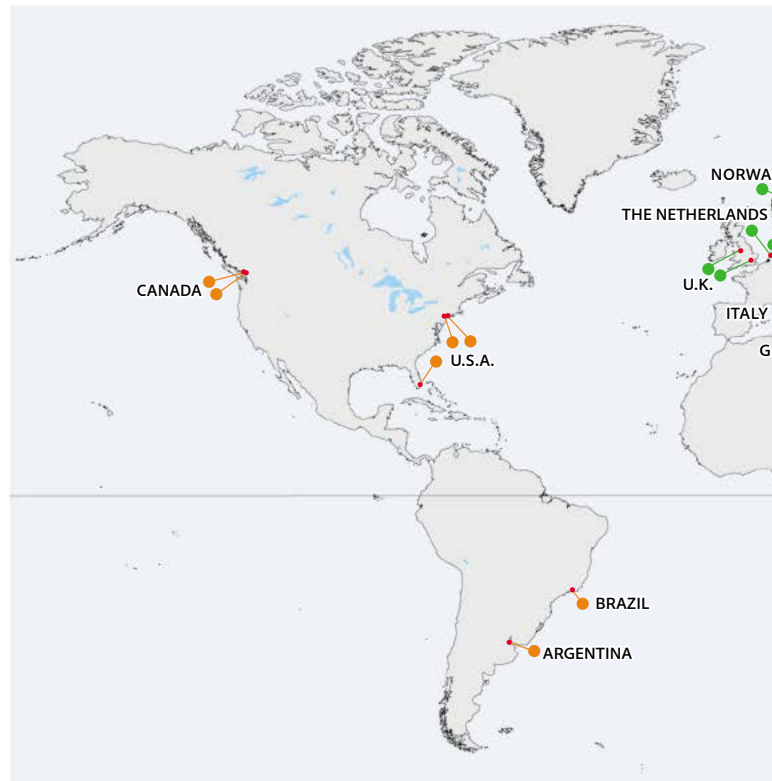 NORWA
THE NETHERLANDS
CANADA
U.K.
ITALY
G
U.S.A.
BRAZIL
ARGENTINA